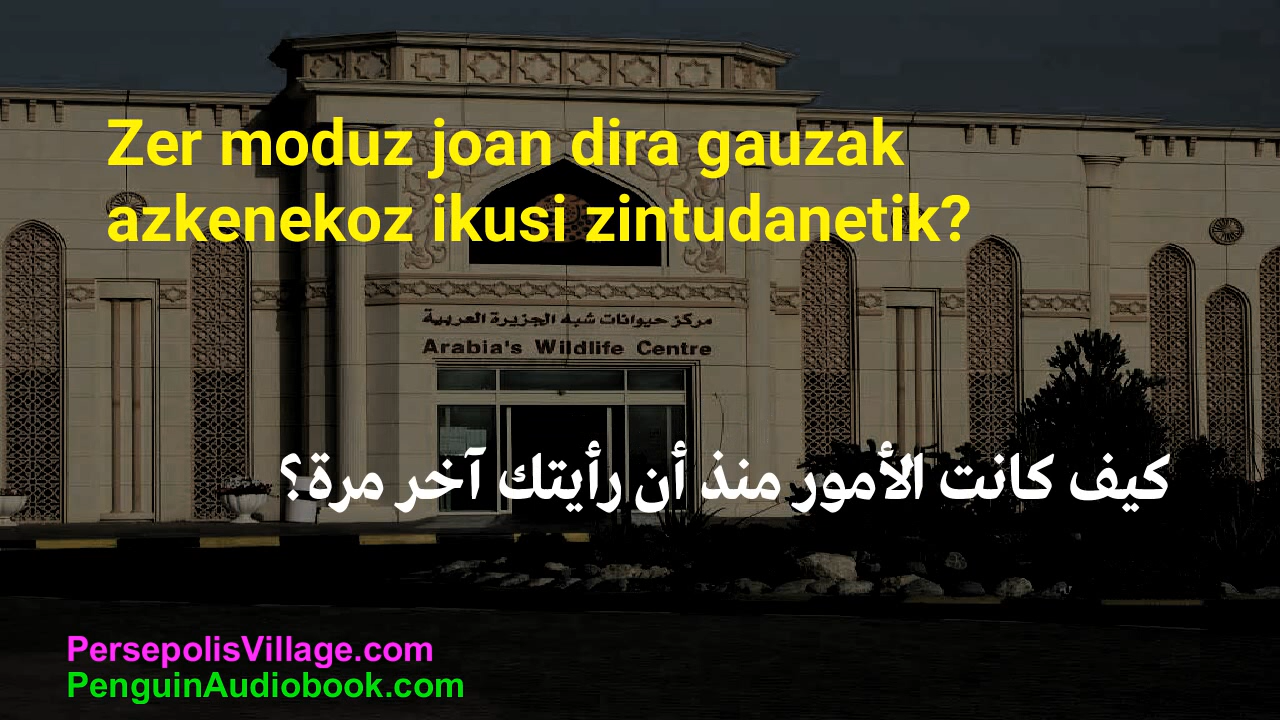 Zer moduz joan dira gauzak
azkenekoz ikusi zintudanetik?
مركز حيوانات شبه الجزيرة العربية
Arabia's Wildlife Centre
كيف كانت الأمور منذ أن رأيتك آخر مرة؟
PersepolisVillage.com
PenguinAudiobook.com